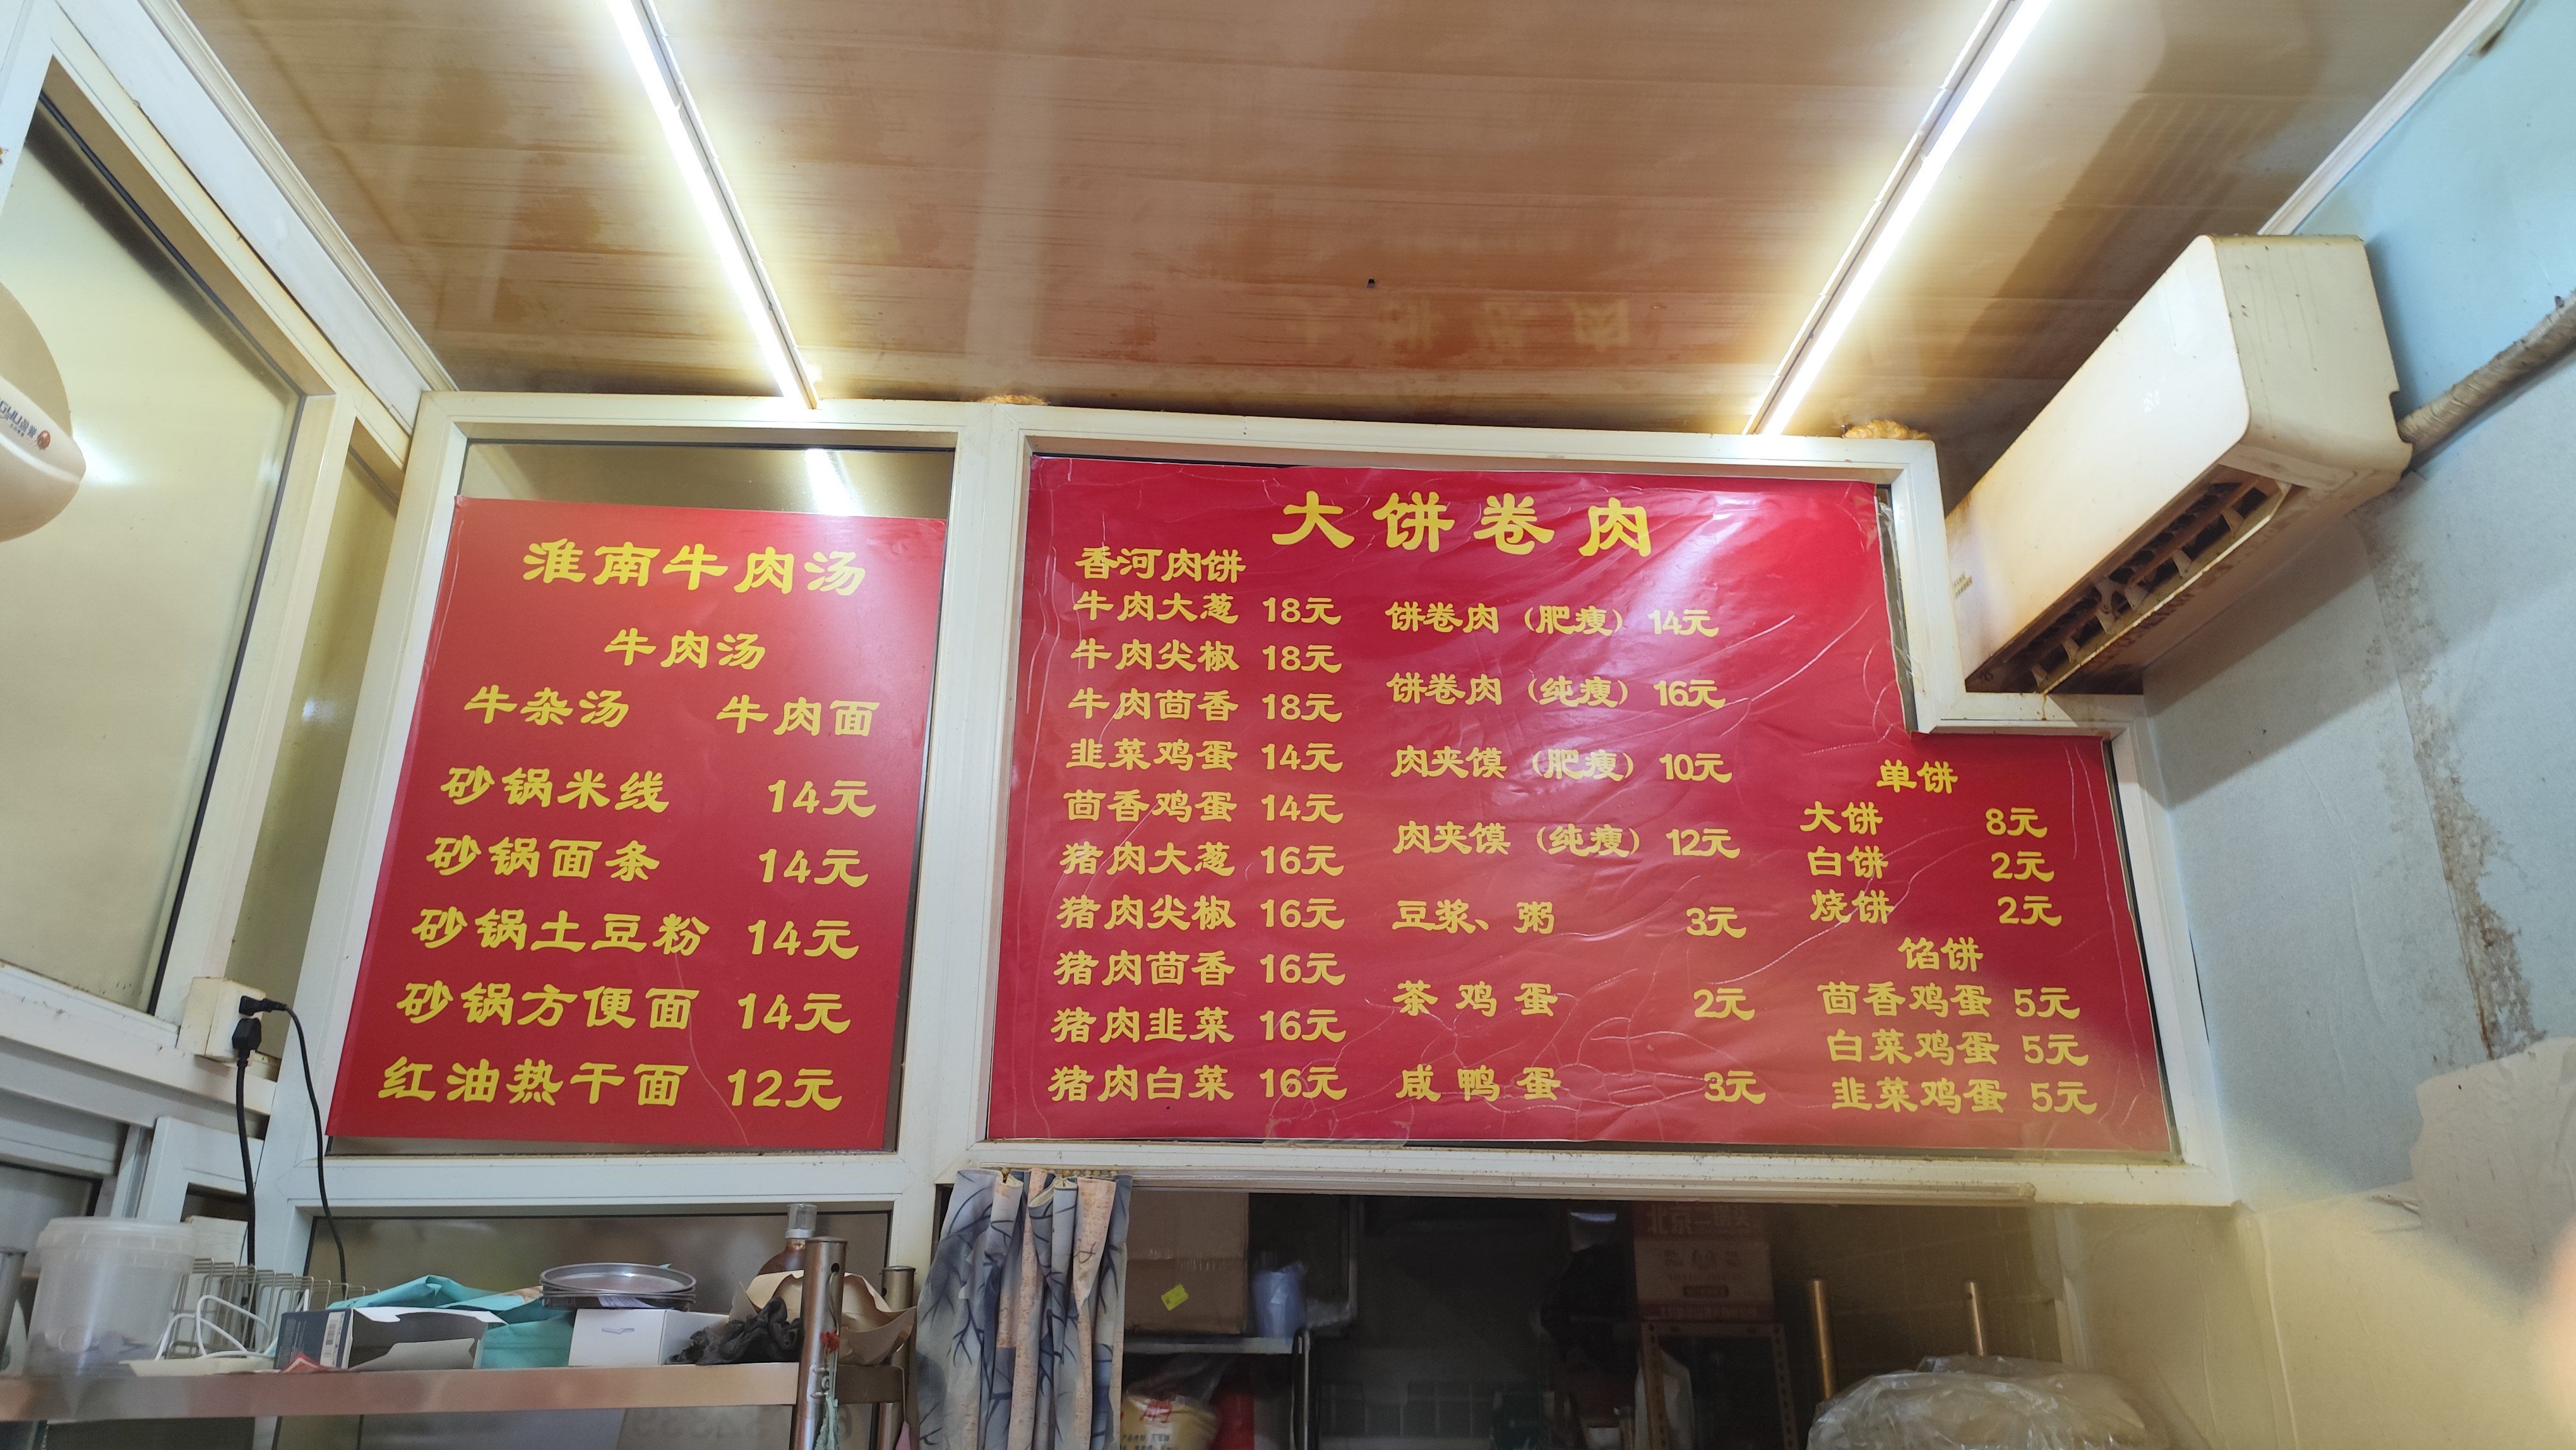 淮南牛肉汤
牛肉汤
牛杂汤 牛肉面
砂锅米线 14元
砂锅面条 14元
砂锅土豆粉 14元
砂锅方便面 14元
红油热干面 12元
大饼卷肉
香河肉饼
牛肉大葱 18元
牛肉尖椒 18元
牛肉茴香 18元
韭菜鸡蛋 14元
茴香鸡蛋 14元
猪肉大葱 16元
猪肉尖椒 16元
猪肉茴香 16元
猪肉韭菜 16元
猪肉白菜 16元
饼卷肉（肥瘦）14元
饼卷肉（纯瘦）16元
肉夹馍（肥瘦）10元
肉夹馍（纯瘦）12元
豆浆、粥 3元
茶鸡蛋 2元
咸鸭蛋 3元
单饼
大饼 8元
白饼 2元
烧饼 2元
馅饼
茴香鸡蛋 5元
白菜鸡蛋 5元
韭菜鸡蛋 5元